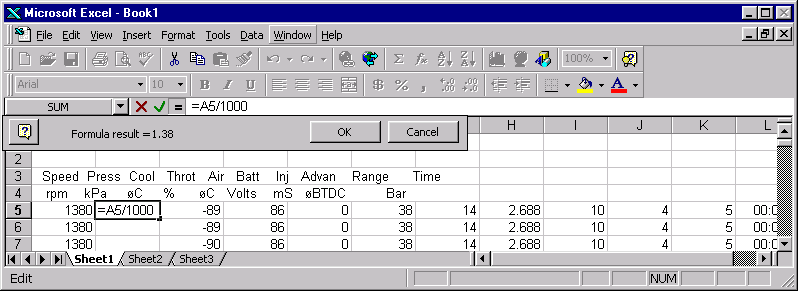 Microsoft Excel - Book1
File Edit View Insert Format Tools Data Window Help
100%
Arial 10 B I U $ % ,
SUM =A5/1000
Formula result =1.38 OK Cancel
H I J K L
2
3 Speed Press Cool Throt Air Batt Inj Advan Range Time
4 rpm kPa øC % øC Volts mS øBTDC Bar
5 1380 =A5/1000 -89 86 0 38 14 2.688 10 4 5 00:0
6 1380 -89 86 0 38 14 2.688 10 4 5 00:0
7 1380 -90 86 0 38 14 2.688 10 4 5 00:0
Sheet1 Sheet2 Sheet3
Edit NUM